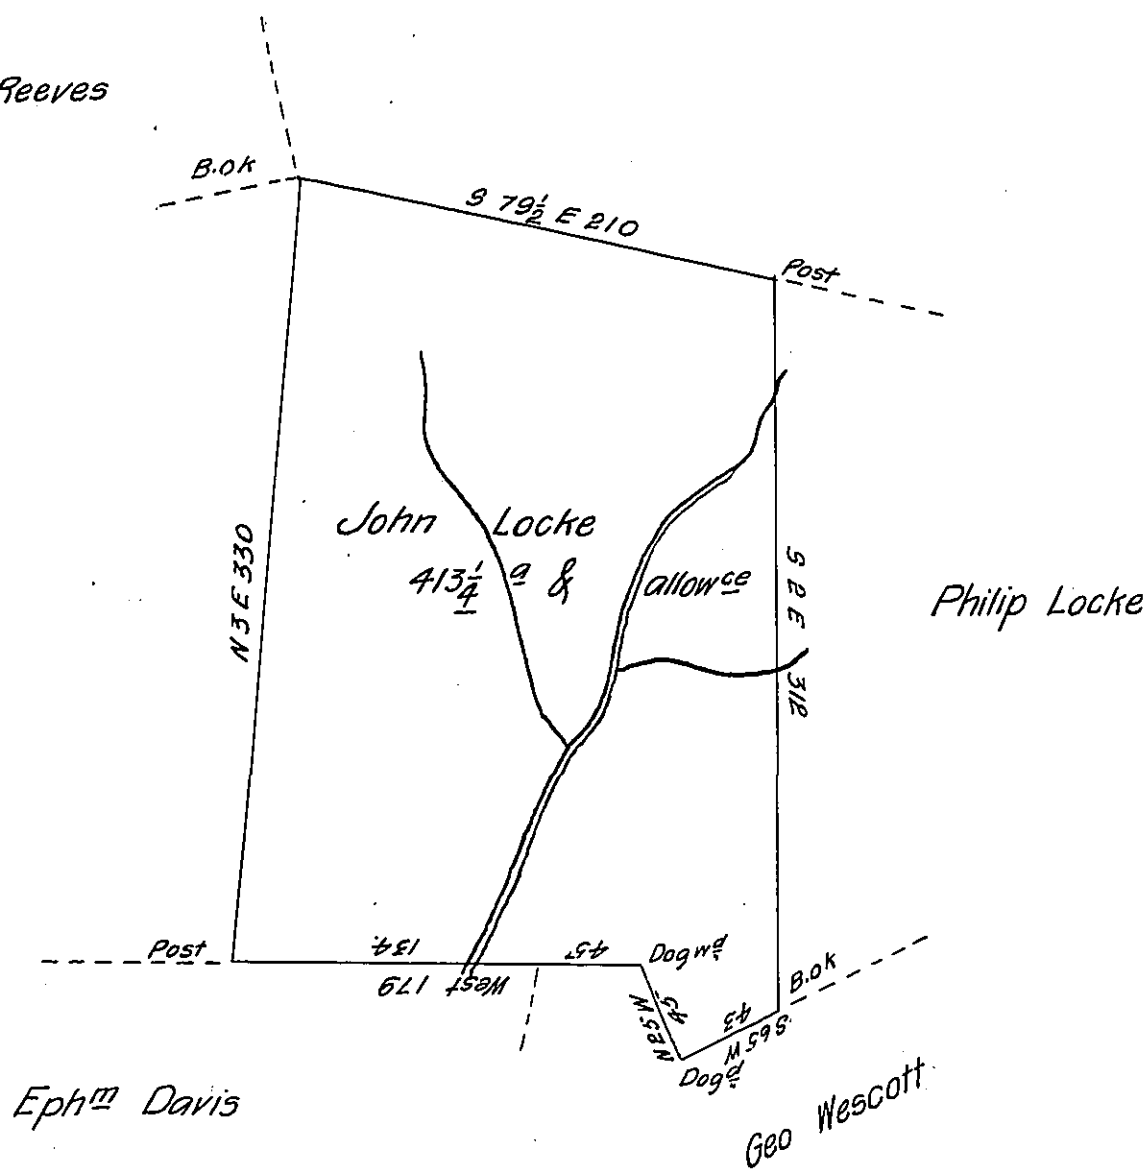 Reeves
B.OK
S 79½ E 210
Post
N 3 E 330
John Locke
413¼ a & allowce
S 2 E 312
Philip Locke
Post
134.
45
West 179
Dogwd
N 25 W
45
43
S 65 W
B.OK
Dogd
Ephm Davis
Geo Wescott